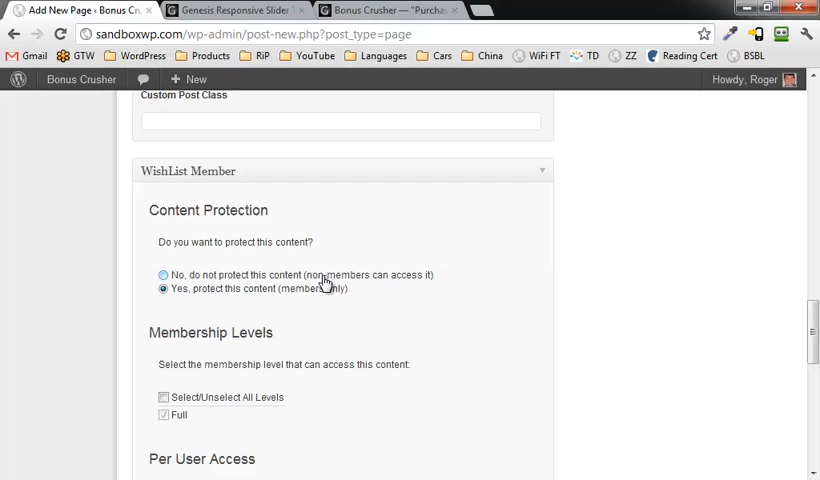 Add New Page ‹ Bonus Cru
Genesis Responsive Slider
Bonus Crusher — "Purcha
sandboxwp.com/wp-admin/post-new.php?post_type=page
Gmail GTW WordPress Products RiP YouTube Languages Cars China WiFi FT TD ZZ Reading Cert BSBL
Bonus Crusher + New Howdy, Roger
Custom Post Class
WishList Member
Content Protection
Do you want to protect this content?
No, do not protect this content (non-members can access it)
Yes, protect this content (members only)
Membership Levels
Select the membership level that can access this content:
Select/Unselect All Levels
Full
Per User Access